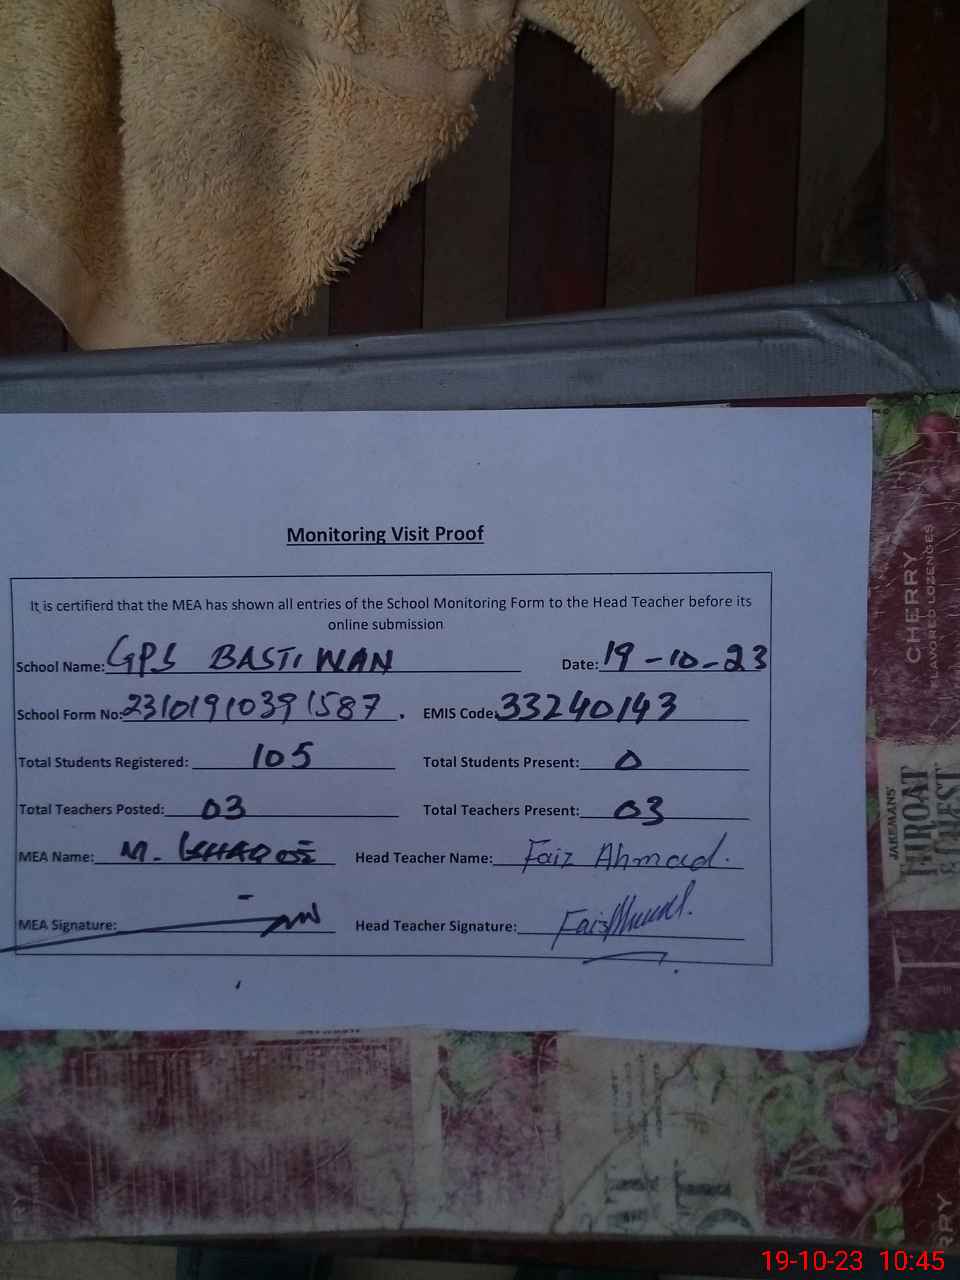 Monitoring Visit Proof
It is certifierd that the MEA has shown all entries of the School Monitoring Form to the Head Teacher before its
online submission
School Name: GPS BASTI WAN Date: 19-10-23
School Form No: 23101910391587. EMIS Code: 33240143
Total Students Registered: 105 Total Students Present: 0
Total Teachers Posted: 03 Total Teachers Present: 03
MEA Name: M. Head Teacher Name: Faiz Ahmad.
MEA Signature: Head Teacher Signature: Faiz Ahmad.
CHERRY
FLAVORED LOZENGES
JAKEMANS
THROAT
CHEST
19-10-23 10:45